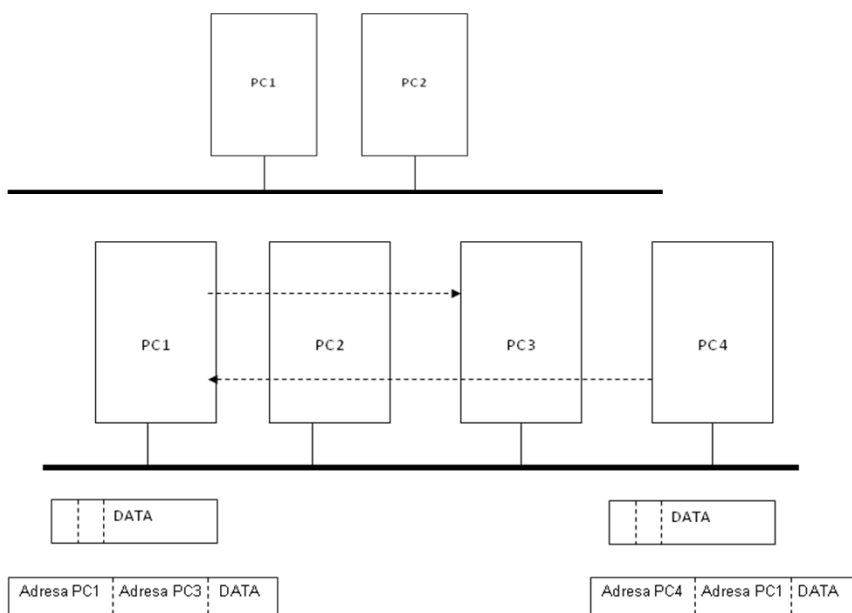 PC1 PC2
PC1 PC2 PC3 PC4
DATA DATA
Adresa PC1 Adresa PC3 DATA Adresa PC4 Adresa PC1 DATA